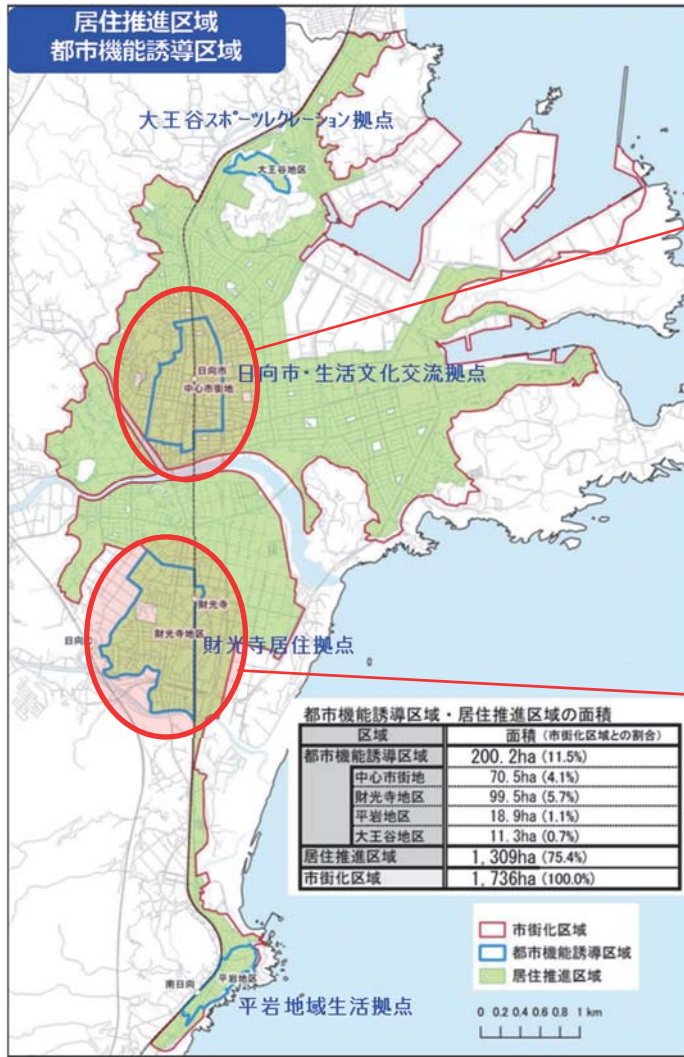 居住推進区域
都市機能誘導区域
大王谷スポーツレクレーション拠点
大王谷地区
日向市
中心市街地
日向市・生活文化交流拠点
財光寺
財光寺地区
日向
財光寺居住拠点
都市機能誘導区域・居住推進区域の面積
区域 面積 (市街化区域との割合)
都市機能誘導区域 200.2ha (11.5%)
中心市街地 70.5ha (4.1%)
財光寺地区 99.5ha (5.7%)
平岩地区 18.9ha (1.1%)
大王谷地区 11.3ha (0.7%)
居住推進区域 1,309ha (75.4%)
市街化区域 1,736ha (100.0%)
市街化区域
都市機能誘導区域
居住推進区域
平岩地区
南日向
平岩地域生活拠点
0 0.2 0.4 0.6 0.8 1 km